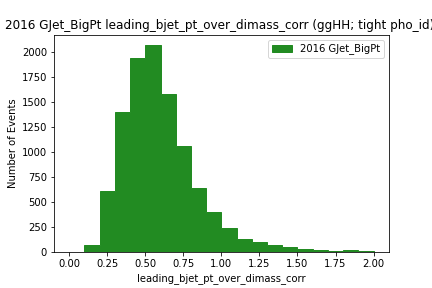 2016 GJet_BigPt leading_bjet_pt_over_dimass_corr (ggHH; tight pho_id)
2016 GJet_BigPt
Number of Events
2000
1750
1500
1250
1000
750
500
250
0
0.00 0.25 0.50 0.75 1.00 1.25 1.50 1.75 2.00
leading_bjet_pt_over_dimass_corr